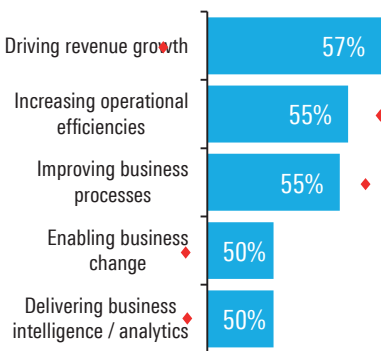 Driving revenue growth
57%
Increasing operational
efficiencies
55%
Improving business
processes
55%
Enabling business
change
50%
Delivering business
intelligence / analytics
50%